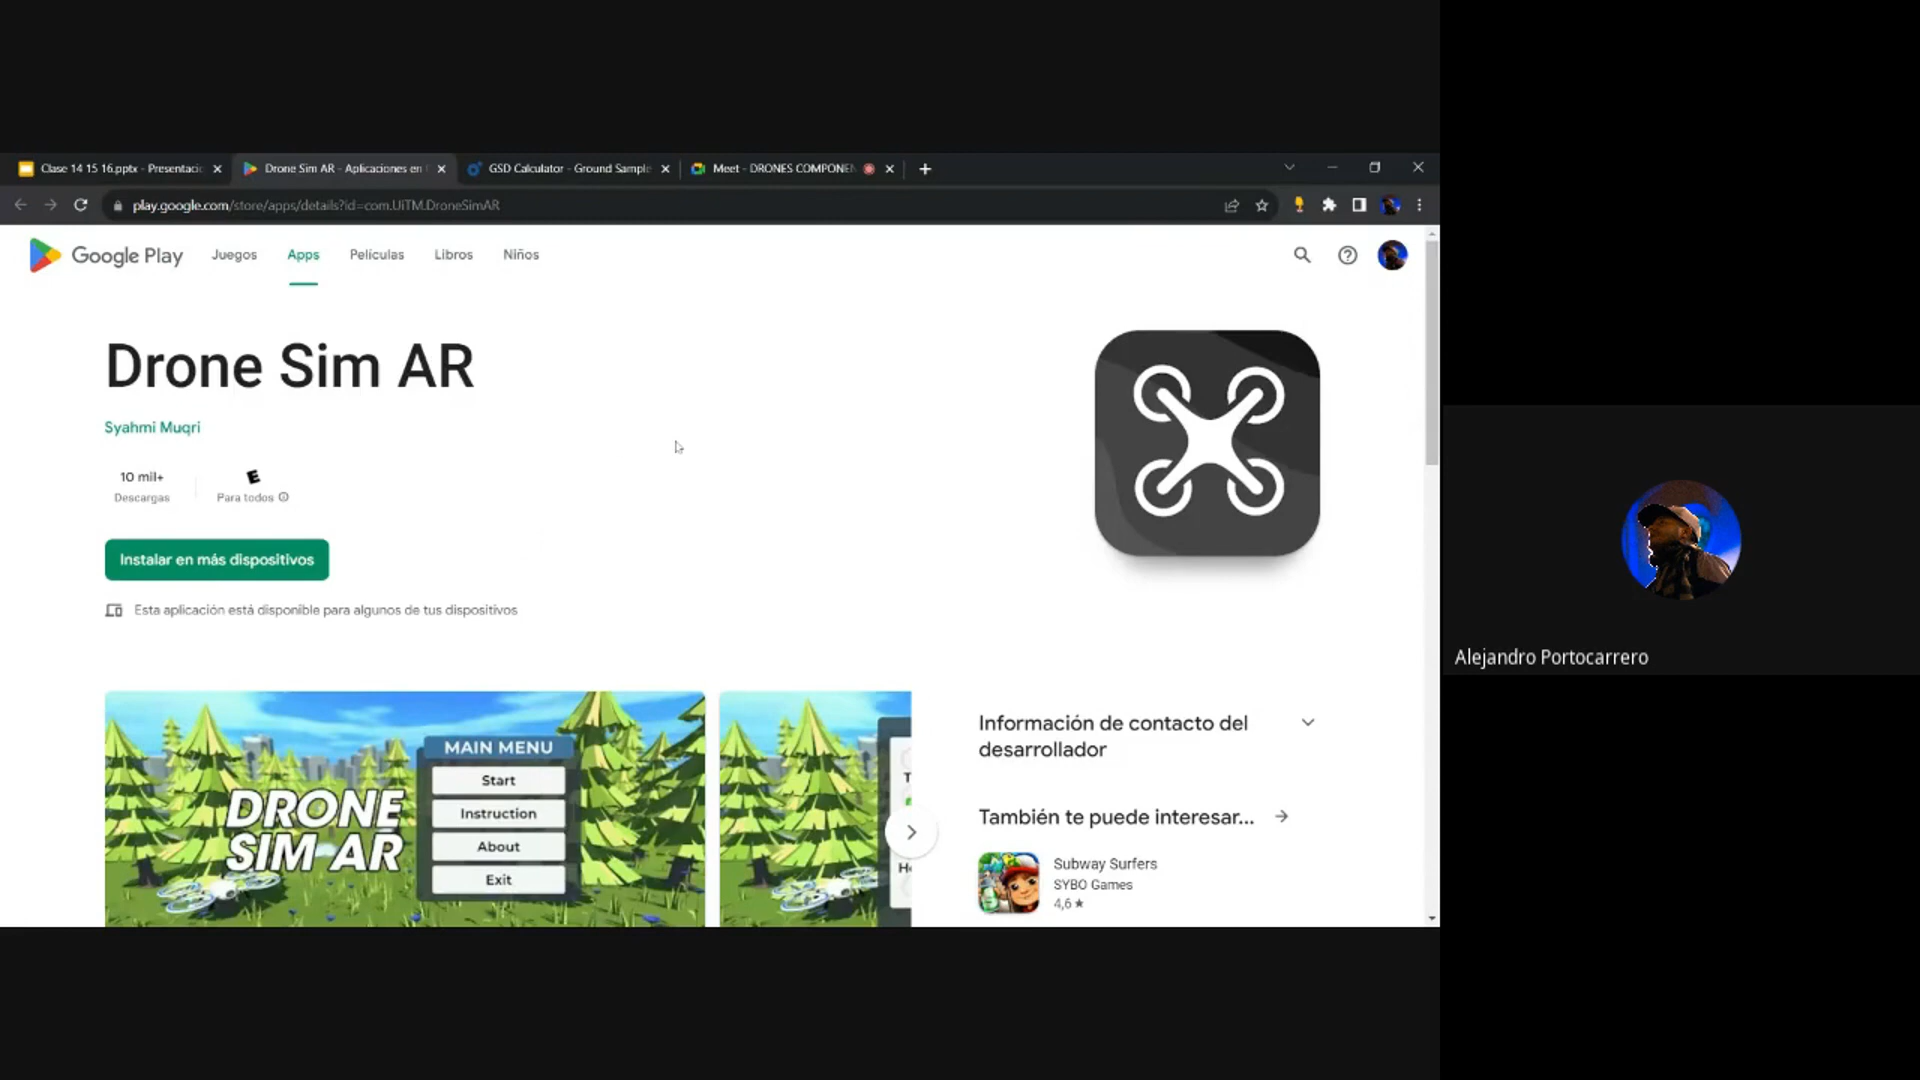 Clase 14 15 16.pptx - Presentacic
Drone Sim AR - Aplicaciones en
GSD Calculator - Ground Sample
Meet - DRONES COMPONEN
play.google.com/store/apps/details?id=com.UiTM.DroneSimAR
Google Play
Juegos
Apps
Películas
Libros
Niños
Drone Sim AR
Syahmi Muqri
10 mil+
Descargas
E
Para todos
Instalar en más dispositivos
Esta aplicación está disponible para algunos de tus dispositivos
DRONE
SIM AR
MAIN MENU
Start
Instruction
About
Exit
T
H
Información de contacto del
desarrollador
También te puede interesar...
Subway Surfers
SYBO Games
4,6★
Alejandro Portocarrero